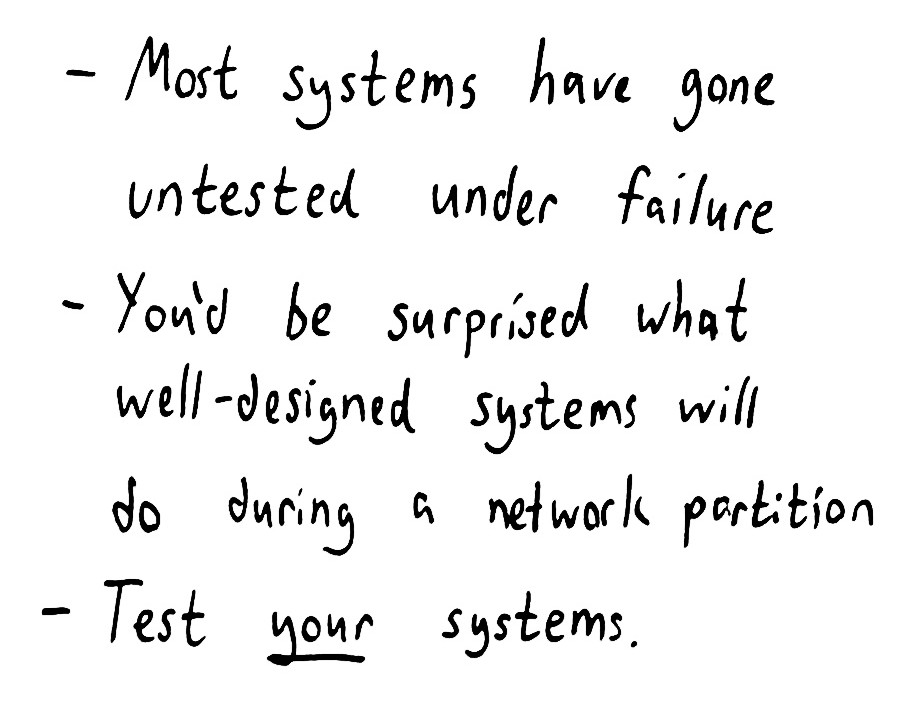 - Most systems have gone
untested under failure
- You'd be surprised what
well-designed systems will
do during a network partition
- Test your systems.